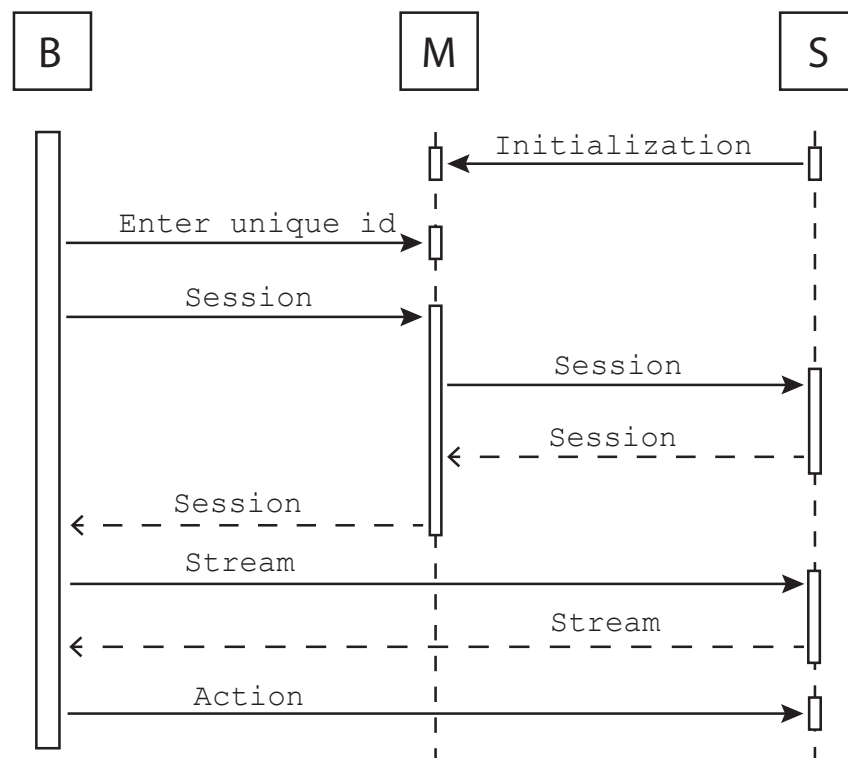 B
M
S
Initialization
Enter unique id
Session
Session
Session
Session
Stream
Stream
Action